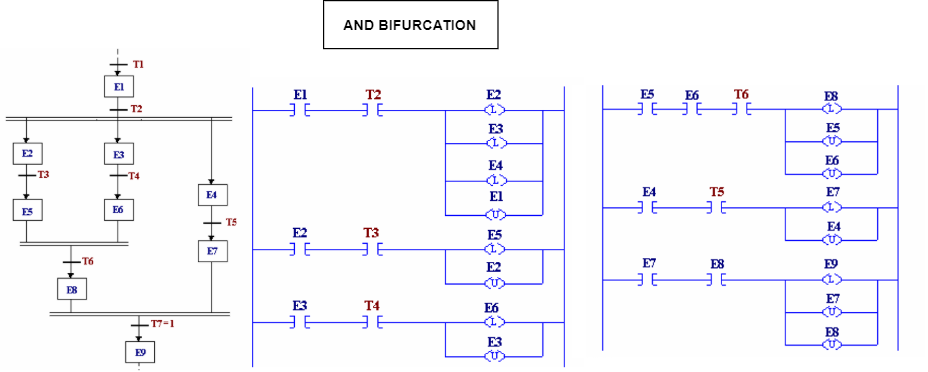 AND BIFURCATION
T1
E1
T2
E2 E3
T3 T4
E4
E5 E6
T5
E7
T6
E8
T7=1
E9
E1 T2 E2
L
E3
L
E4
L
E1
U
E2 T3 E5
L
E2
U
E3 T4 E6
L
E3
U
E5 E6 T6 E8
L
E5
U
E6
U
E4 T5 E7
L
E4
U
E7 E8 E9
L
E7
U
E8
U